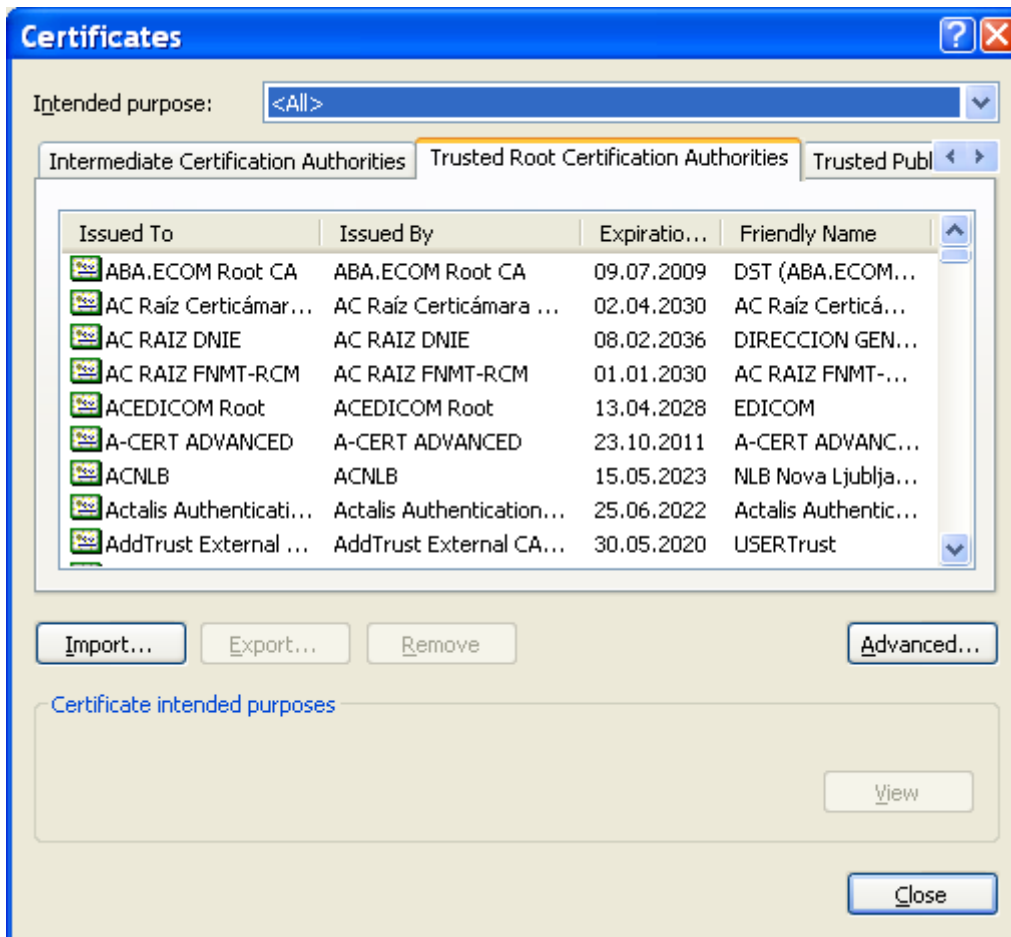 Certificates
Intended purpose: <All>
Intermediate Certification Authorities Trusted Root Certification Authorities Trusted Publ
Issued To Issued By Expiratio... Friendly Name
ABA.ECOM Root CA ABA.ECOM Root CA 09.07.2009 DST (ABA.ECOM...
AC Raíz Certicámar... AC Raíz Certicámara ... 02.04.2030 AC Raíz Certicá...
AC RAIZ DNIE AC RAIZ DNIE 08.02.2036 DIRECCION GEN...
AC RAIZ FNMT-RCM AC RAIZ FNMT-RCM 01.01.2030 AC RAIZ FNMT-...
ACEDICOM Root ACEDICOM Root 13.04.2028 EDICOM
A-CERT ADVANCED A-CERT ADVANCED 23.10.2011 A-CERT ADVANC...
ACNLB ACNLB 15.05.2023 NLB Nova Ljublja...
Actalis Authenticati... Actalis Authentication... 25.06.2022 Actalis Authentic...
AddTrust External ... AddTrust External CA... 30.05.2020 USERTrust
Import... Export... Remove Advanced...
Certificate intended purposes
View
Close